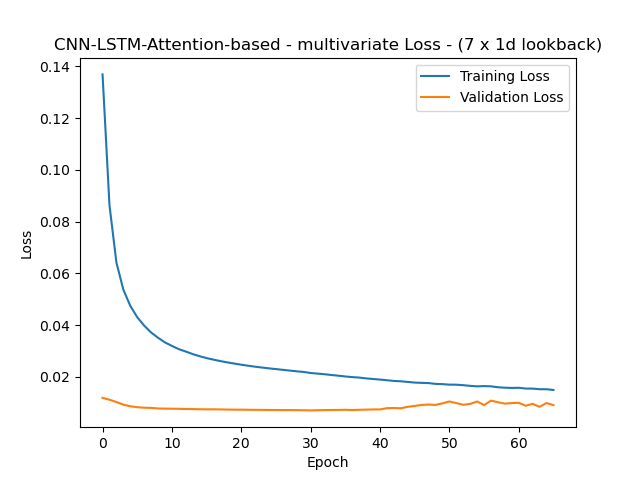 CNN-LSTM-Attention-based - multivariate Loss - (7 x 1d lookback)
Training Loss
Validation Loss
0.14
0.12
0.10
0.08
0.06
0.04
0.02
Loss
0 10 20 30 40 50 60
Epoch